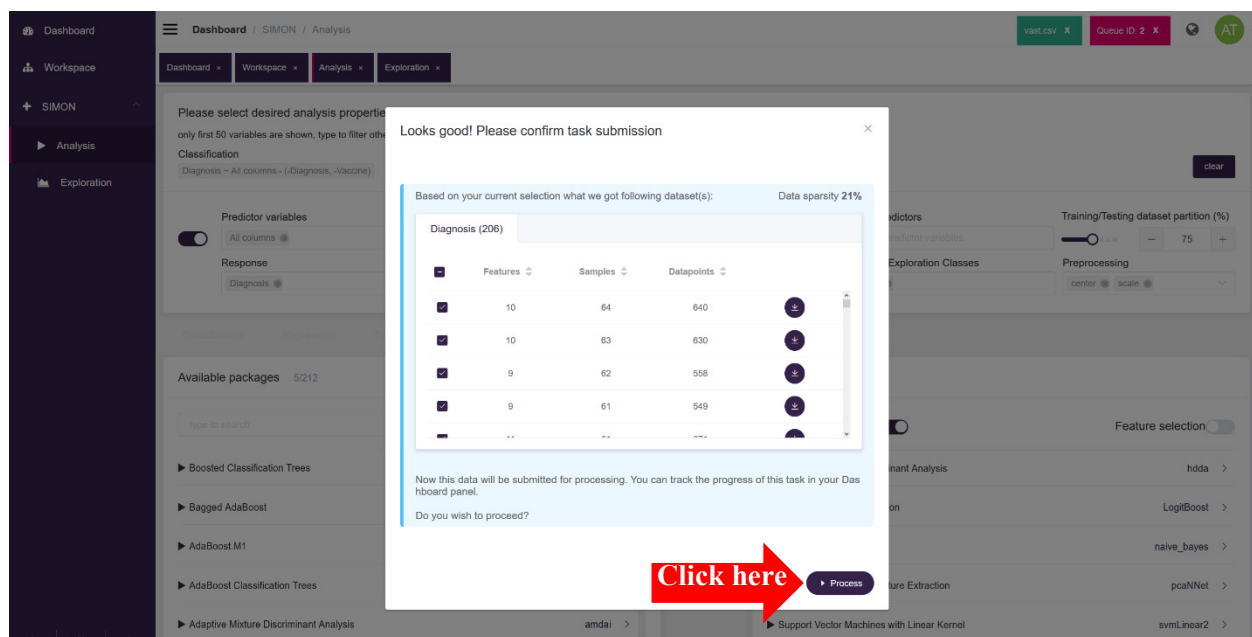 Dashboard
Dashboard / SIMON / Analysis
vast.csv X
Queue ID: 2 X
AT
Workspace
Dashboard ×
Workspace ×
Analysis ×
Exploration ×
SIMON
Analysis
Exploration
Please select desired analysis propertie
only first 50 variables are shown, type to filter othe
Classification
Diagnosis ~ All columns - (-Diagnosis, -Vaccine)
clear
Predictor variables
All columns
Response
Diagnosis
edictors
predictor variables
Exploration Classes
Training/Testing dataset partition (%)
75
Preprocessing
center scale
Looks good! Please confirm task submission
Based on your current selection what we got following dataset(s):
Data sparsity 21%
Diagnosis (206)
Features Samples Datapoints
10 64 640
10 63 630
9 62 558
9 61 549
Now this data will be submitted for processing. You can track the progress of this task in your Das
hboard panel.
Do you wish to proceed?
Click here
Process
Available packages 5/212
type to search
Feature selection
Boosted Classification Trees
Bagged AdaBoost
AdaBoost.M1
AdaBoost Classification Trees
Adaptive Mixture Discriminant Analysis amdai
inant Analysis hdda
on LogitBoost
naive_bayes
ture Extraction pcaNNet
Support Vector Machines with Linear Kernel svmLinear2